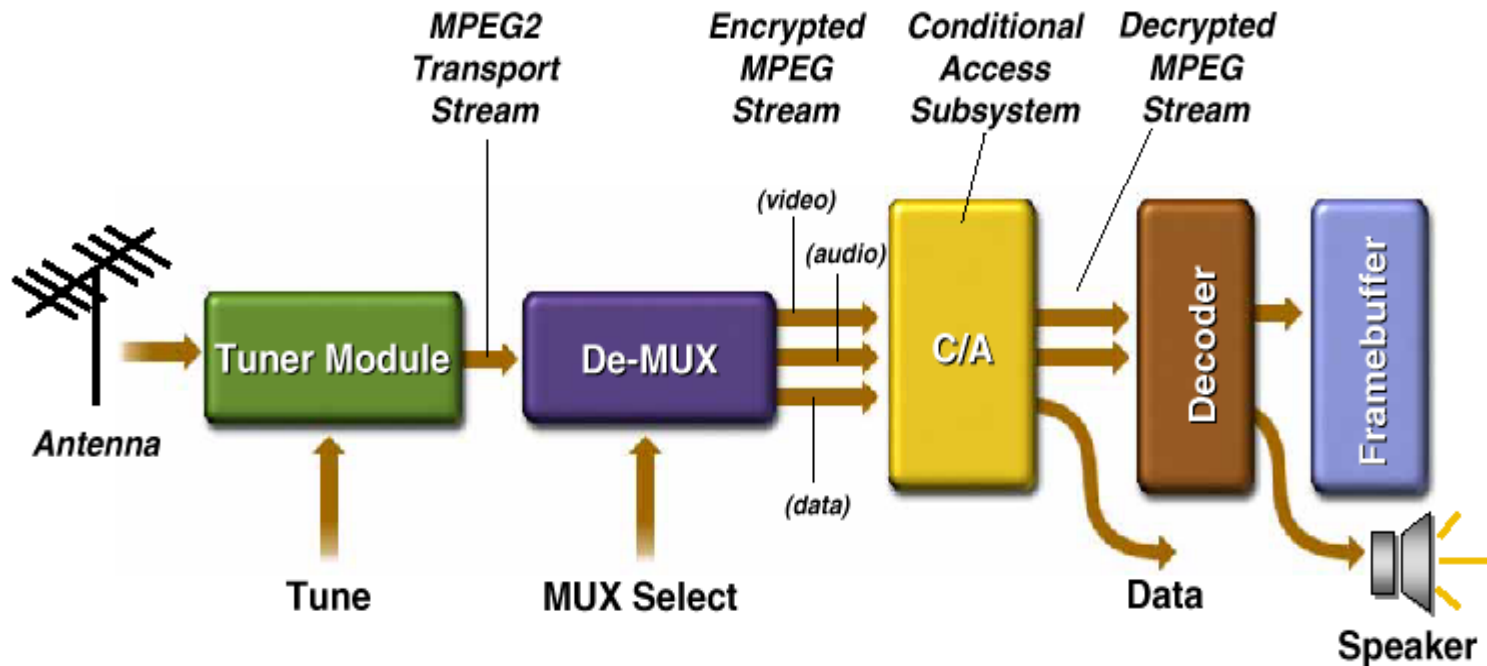 MPEG2
Transport
Stream
Encrypted
MPEG
Stream
Conditional
Access
Subsystem
Decrypted
MPEG
Stream
(video)
(audio)
(data)
Antenna
Tuner Module
De-MUX
C/A
Decoder
Framebuffer
Tune
MUX Select
Data
Speaker